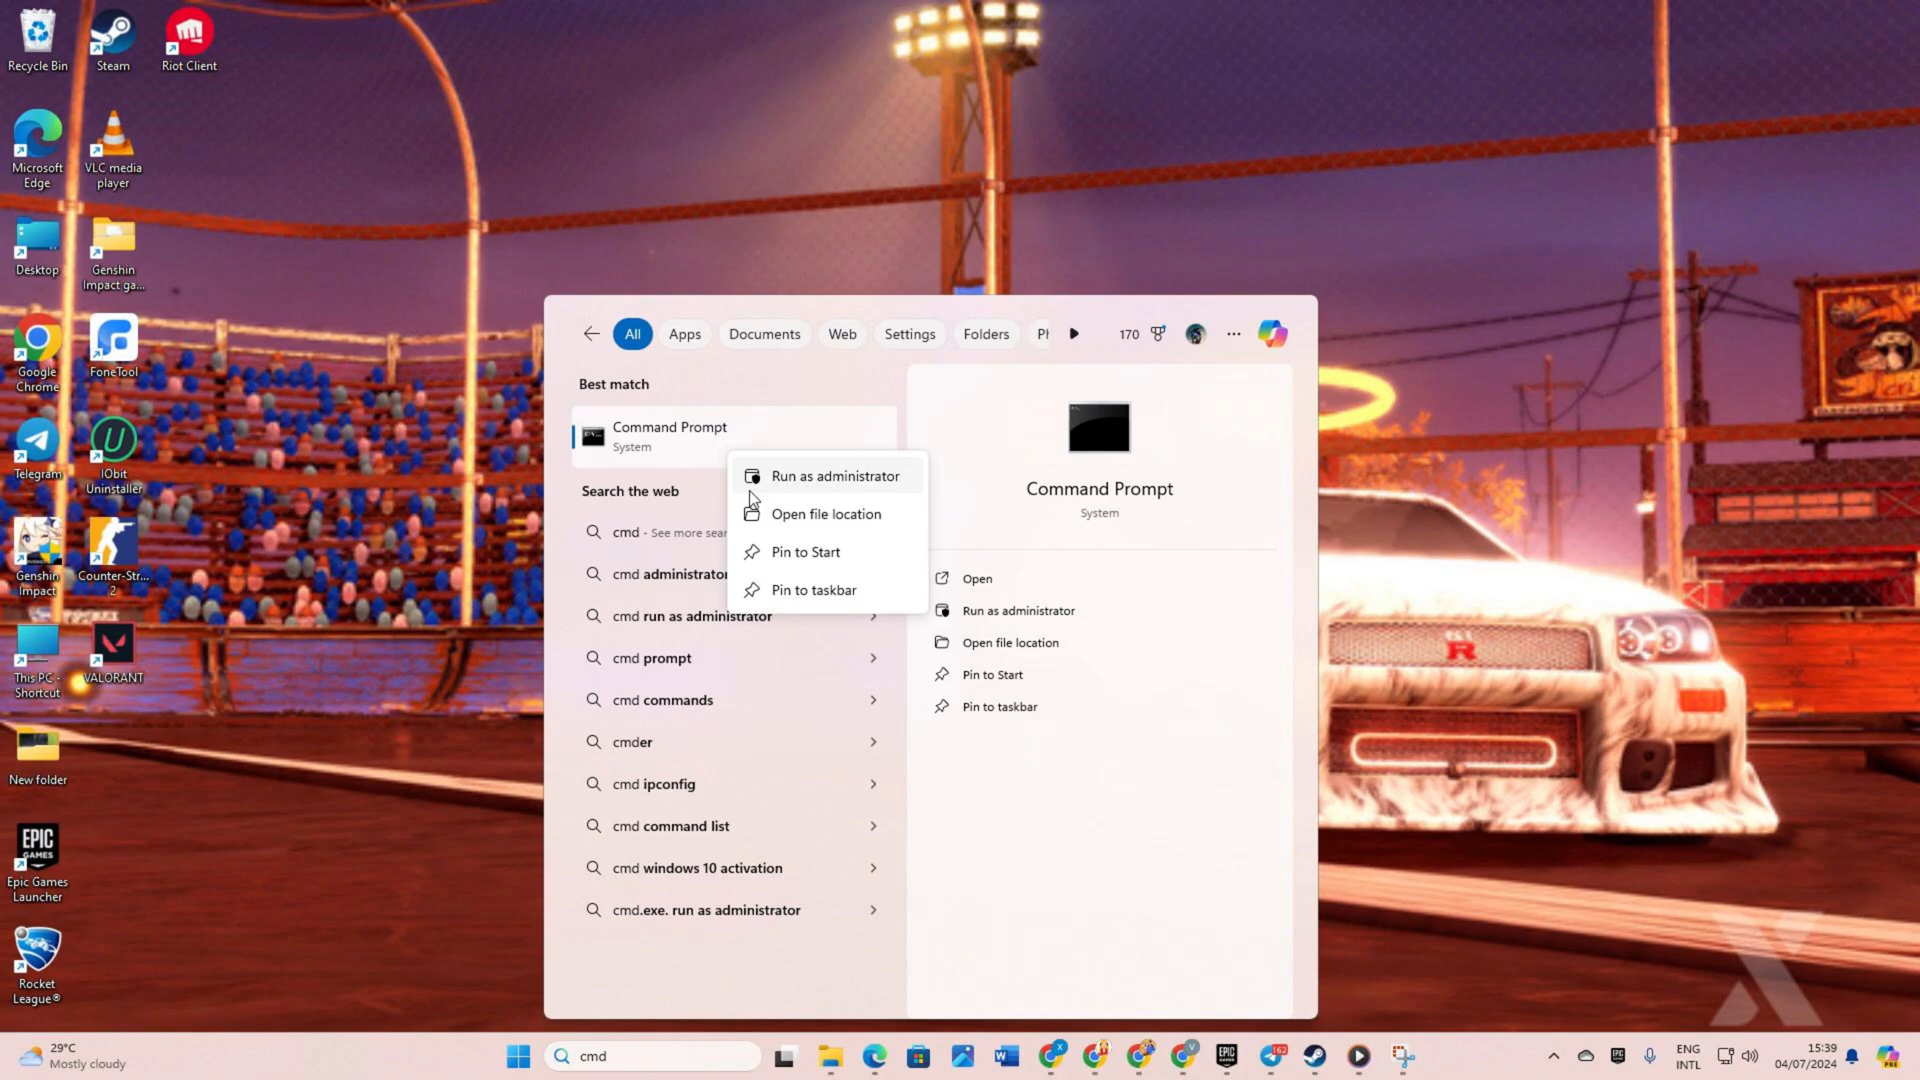 Recycle Bin
Steam
Riot Client
Microsoft
Edge
VLC media
player
Desktop
Genshin
Impact ga...
Google
Chrome
FoneTool
Telegram
IObit
Uninstaller
Genshin
Impact
Counter-Str...
2
This PC -
Shortcut
VALORANT
New folder
EPIC
GAMES
Epic Games
Launcher
Rocket
League®
All
Apps
Documents
Web
Settings
Folders
Pl
170
Best match
Command Prompt
System
Run as administrator
Open file location
Pin to Start
Pin to taskbar
Search the web
cmd - See more sear
cmd administrator
cmd run as administrator
cmd prompt
cmd commands
cmder
cmd ipconfig
cmd command list
cmd windows 10 activation
cmd.exe. run as administrator
Command Prompt
System
Open
Run as administrator
Open file location
Pin to Start
Pin to taskbar
R
X
29°C
Mostly cloudy
cmd
X
V
EPIC
162
ENG
INTL
15:39
04/07/2024
PRE